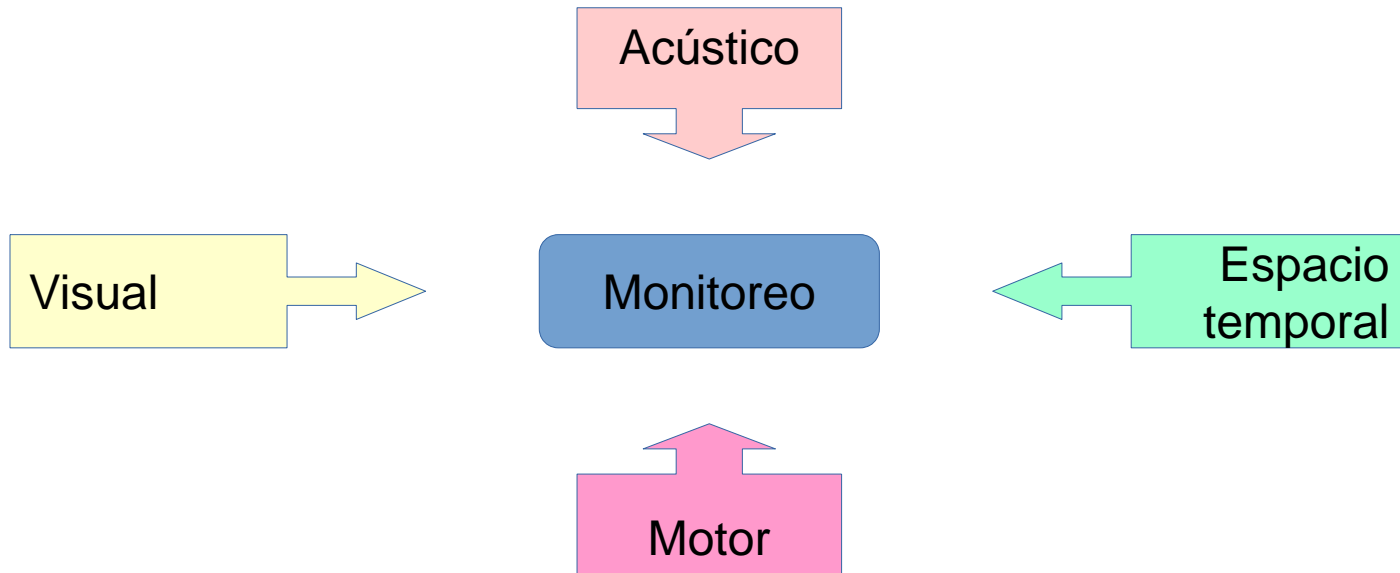 Acústico
Visual
Monitoreo
Espacio
temporal
Motor